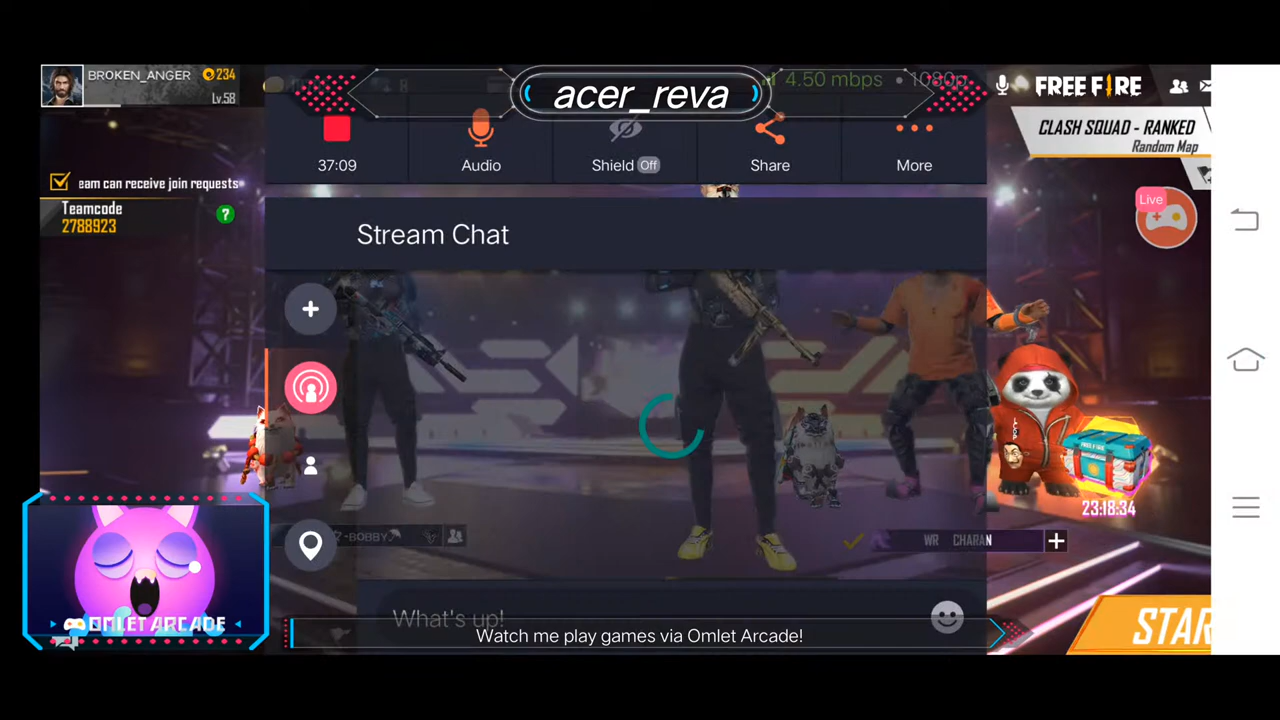 BROKEN_ANGER 234
Lv.58
4.50 mbps • 1080p
acer_reva
FREE FIRE
CLASH SQUAD - RANKED
Random Map
37:09
Audio
Shield Off
Share
More
eam can receive join requests
Teamcode
2788923
?
Live
Stream Chat
23:18:34
-BOBBY
WR CHARAN
OMLET ARCADE
What's up!
Watch me play games via Omlet Arcade!
STAR